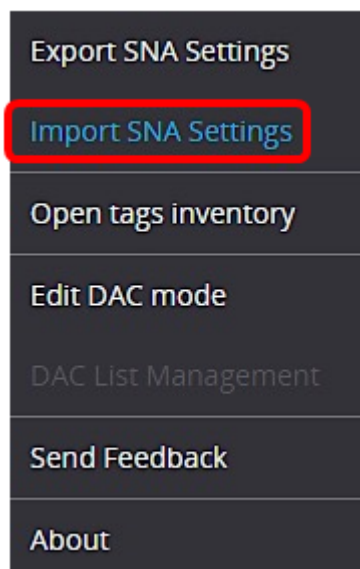 Export SNA Settings
Import SNA Settings
Open tags inventory
Edit DAC mode
DAC List Management
Send Feedback
About